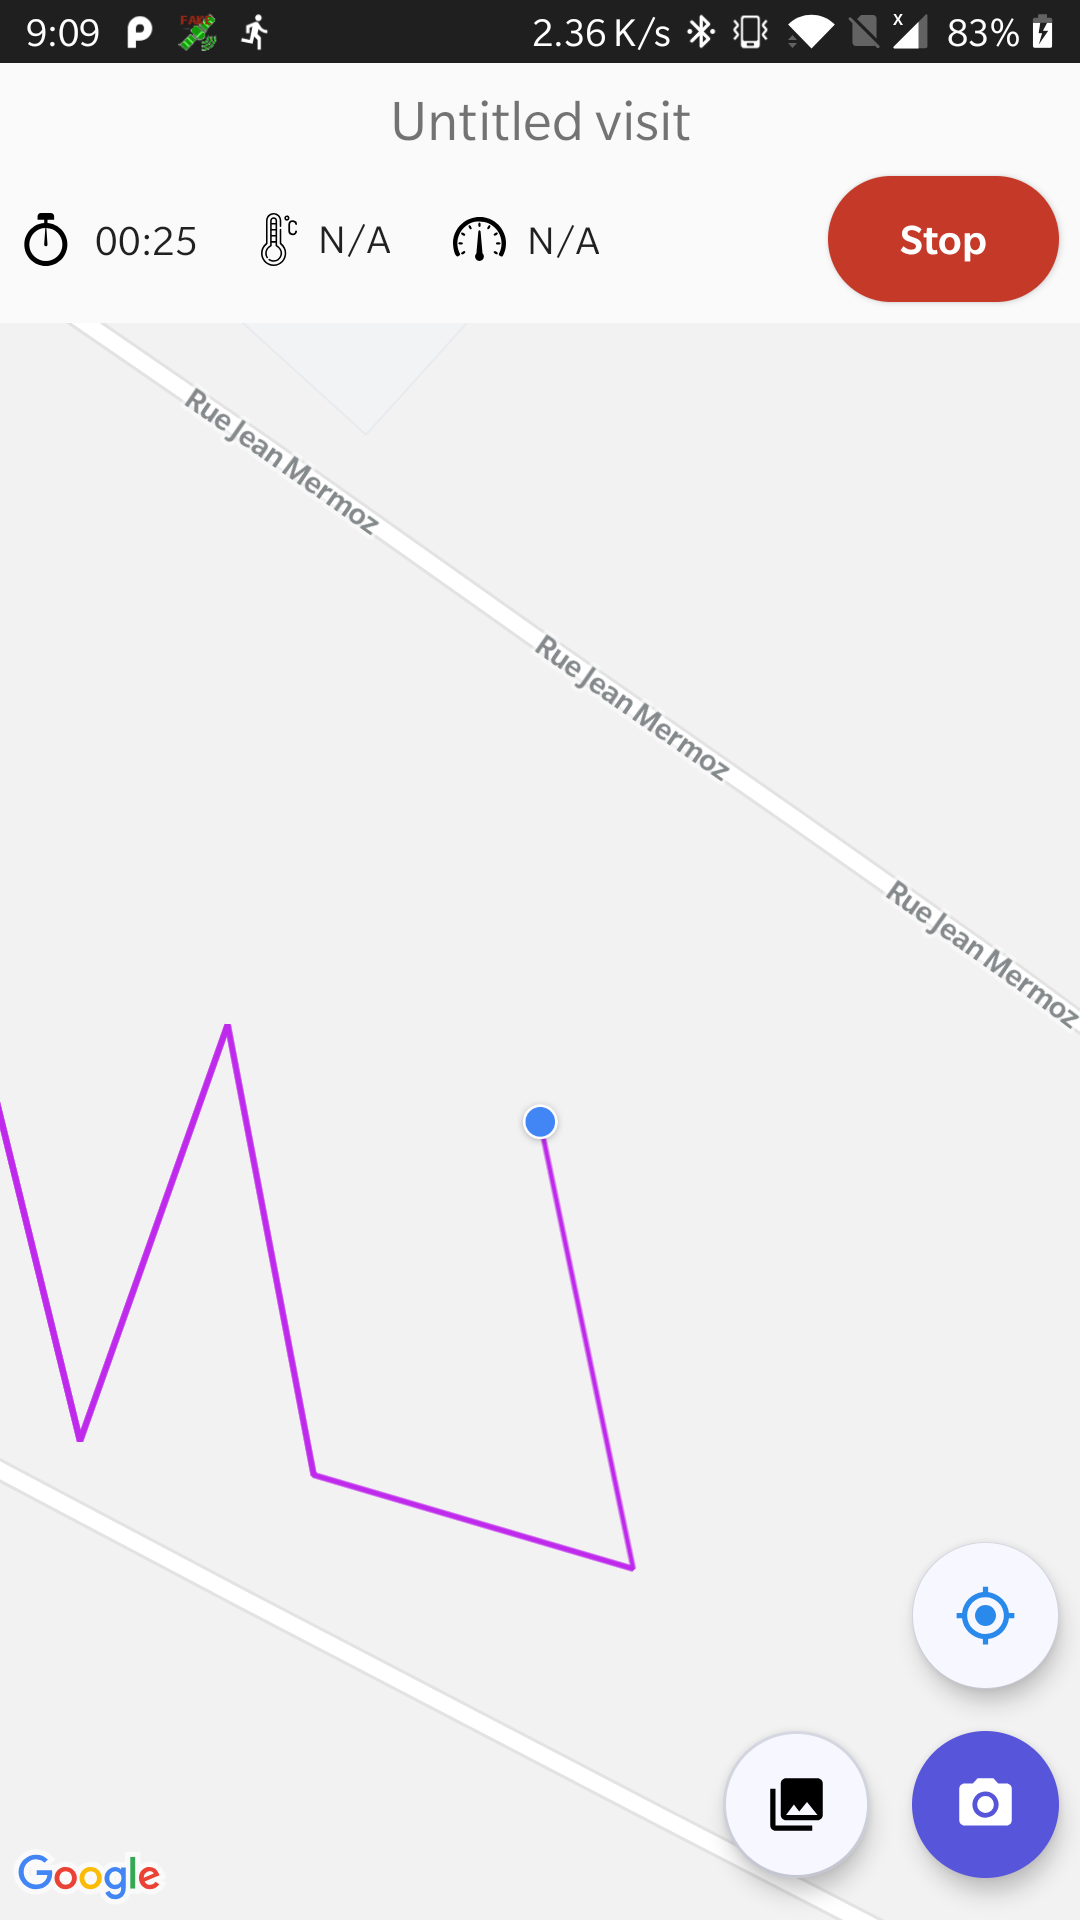 9:09 FAKE 2.36 K/s x 83%
Untitled visit
00:25 °C N/A N/A Stop
Rue Jean Mermoz
Rue Jean Mermoz
Rue Jean Mermoz
Google